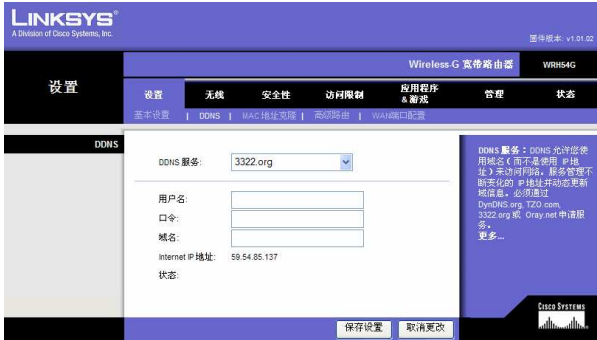 LINKSYS®
A Division of Cisco Systems, Inc.
固件版本: v1.01.02
Wireless-G 宽带路由器 WRH54G
设置
设置 无线 安全性 访问限制 应用程序 & 游戏 管理 状态
基本设置 | DDNS | MAC 地址克隆 | 高级路由 | WAN端口配置
DDNS
DDNS 服务: 3322.org
用户名:
口令:
域名:
Internet IP 地址: 59.54.85.137
状态:
DDNS 服务：DDNS 允许您使
用域名（而不是使用 IP地
址）来访问网络。服务管理不
断变化的 IP地址并动态更新
域信息。必须通过
DynDNS.org, TZO.com,
3322.org 或 Oray.net 申请服
务。
更多...
保存设置 取消更改
CISCO SYSTEMS